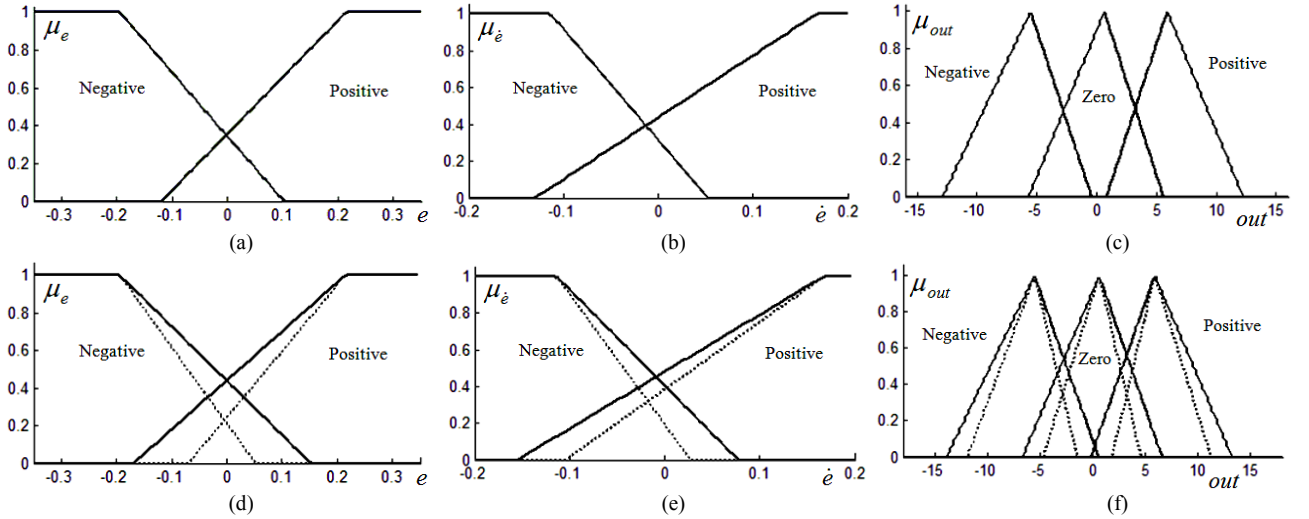 μe
1
0.8
0.6
0.4
0.2
0
Negative
Positive
-0.3 -0.2 -0.1 0 0.1 0.2 0.3 e
(a)
μė
1
0.8
0.6
0.4
0.2
0
Negative
Positive
-0.2 -0.1 0 0.1 0.2
ė
(b)
μout
1
0.8
0.6
0.4
0.2
0
Negative
Zero
Positive
-15 -10 -5 0 5 10 15
out
(c)
μe
1
0.8
0.6
0.4
0.2
0
Negative
Positive
-0.3 -0.2 -0.1 0 0.1 0.2 0.3 e
(d)
μė
1
0.8
0.6
0.4
0.2
0
Negative
Positive
-0.2 -0.1 0 0.1 0.2
ė
(e)
μout
1
0.8
0.6
0.4
0.2
0
Negative
Zero
Positive
-15 -10 -5 0 5 10 15
out
(f)